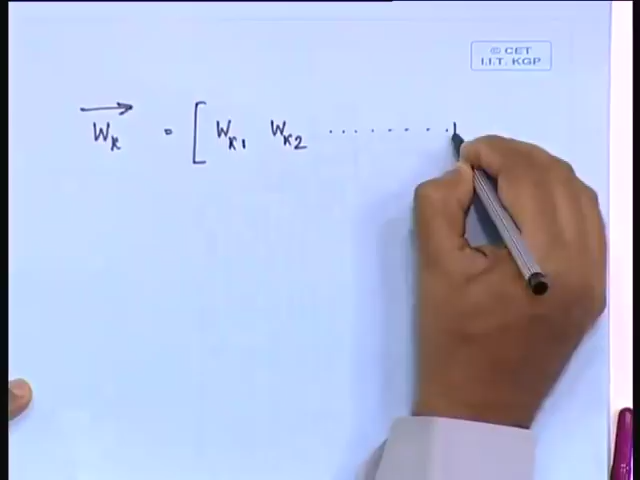 © CET
I.I.T. KGP
W⃗ₖ = [ Wₖ₁ Wₖ₂ ............